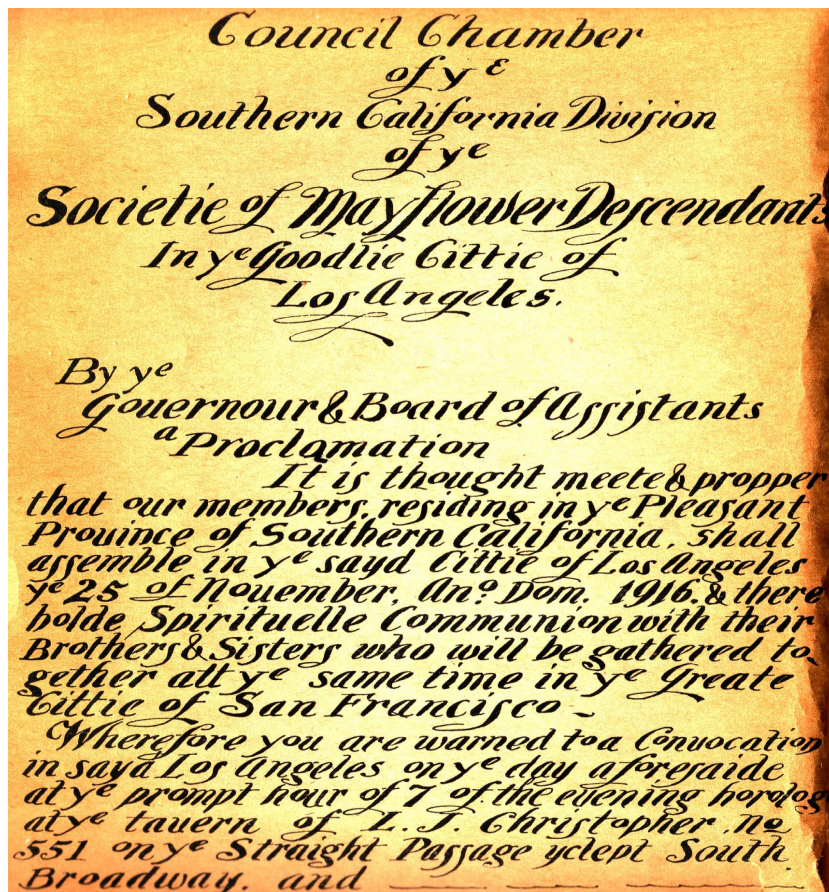 Council Chamber
of yᵉ
Southern California Diviſion
of yᵉ
Societie of Mayflower Deſcendants
In yᵉ Goodlie Cittie of
Los Angeles.
By yᵉ
Gouernour & Board of Aſſiſtants
a Proclamation
It is thought meete & propper
that our members, reſiding in yᵉ Pleaſant
Prouince of Southern California, shall
aſſemble in yᵉ sayd Cittie of Los Angeles
yᵉ 25 of Nouember, Anº Dom. 1916. & there
holde Spirituelle Communion with their
Brothers & Siſters who will be gathered to-
gether att yᵉ same time in yᵉ Greate
Cittie of San Franciſco -
Wherefore you are warned to a Conuocation
in sayd Los Angeles on yᵉ day aforeſaide
at yᵉ prompt hour of 7 of the euening horolog
at yᵉ tauern of L. J. Chriſtopher, no
551 on yᵉ Straight Paſſage yclept South
Broadway. and